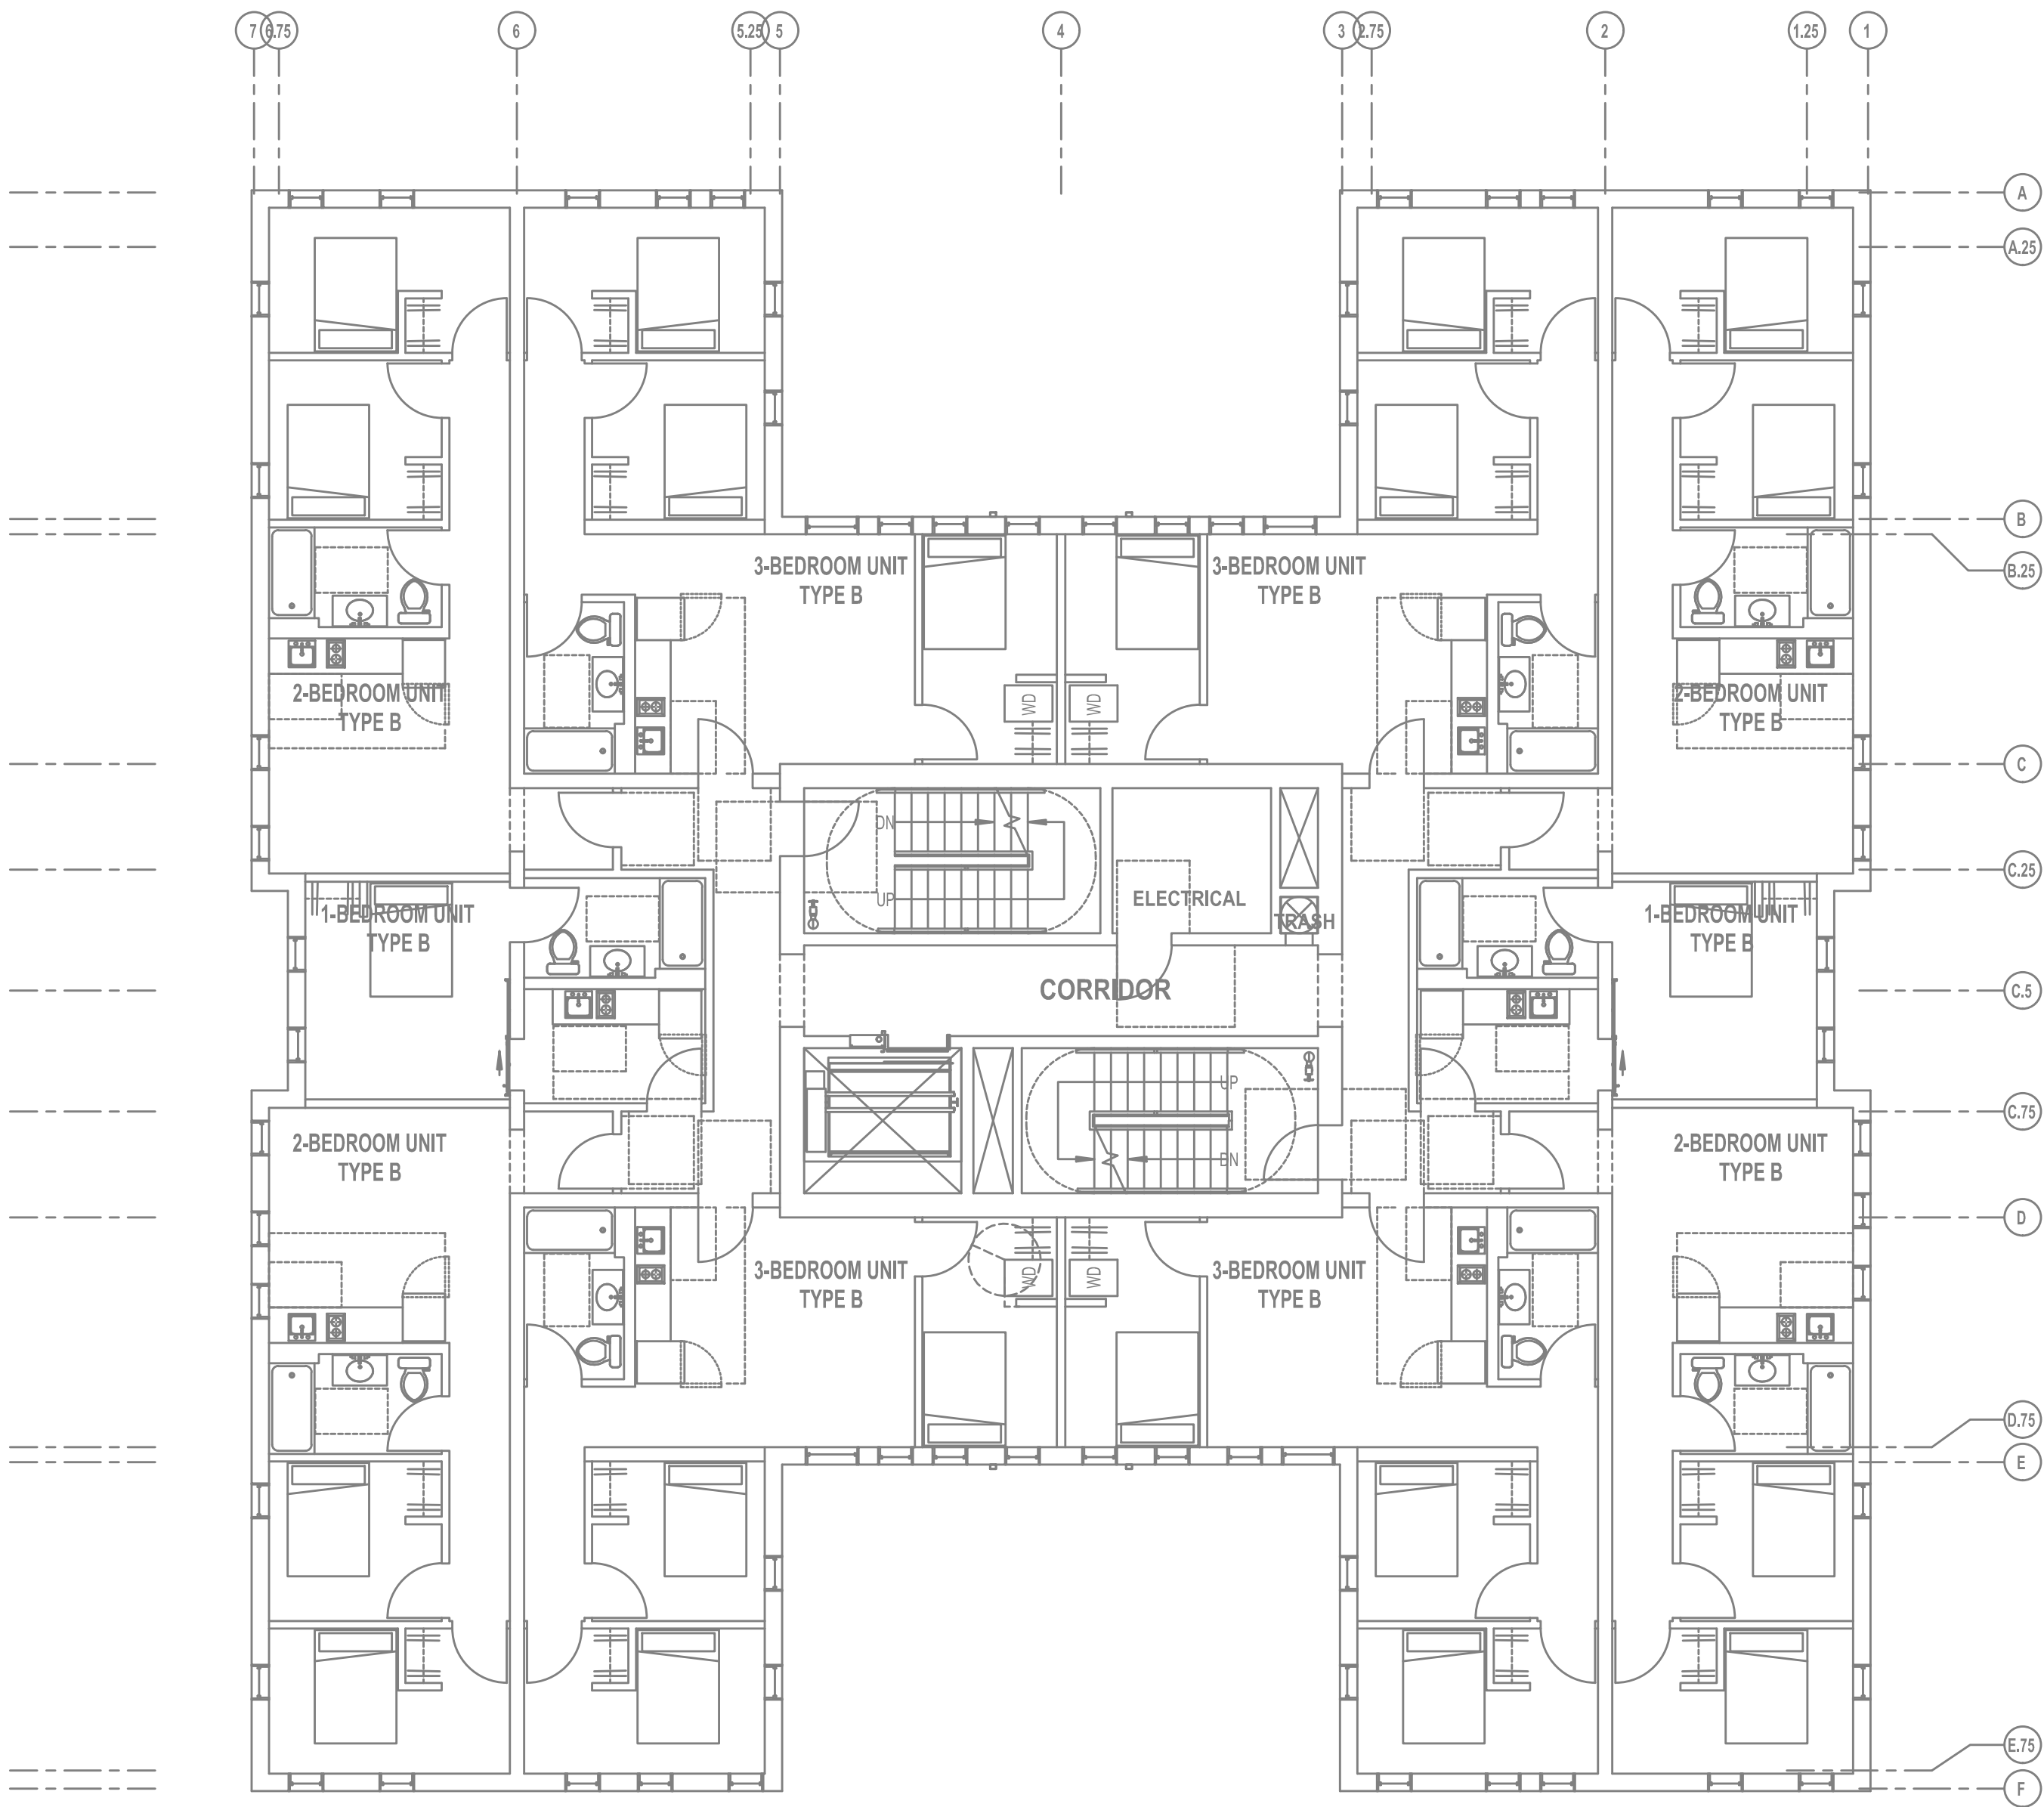 7
6.75
6
5.25
5
4
3
2.75
2
1.25
1
A
A.25
B
B.25
3-BEDROOM UNIT
TYPE B
3-BEDROOM UNIT
TYPE B
2-BEDROOM UNIT
TYPE B
WD
WD
2-BEDROOM UNIT
TYPE B
C
DN
UP
C.25
ELECTRICAL
TRASH
1-BEDROOM UNIT
TYPE B
1-BEDROOM UNIT
TYPE B
CORRIDOR
C.5
UP
DN
C.75
2-BEDROOM UNIT
TYPE B
2-BEDROOM UNIT
TYPE B
D
3-BEDROOM UNIT
TYPE B
WD
WD
3-BEDROOM UNIT
TYPE B
D.75
E
E.75
F